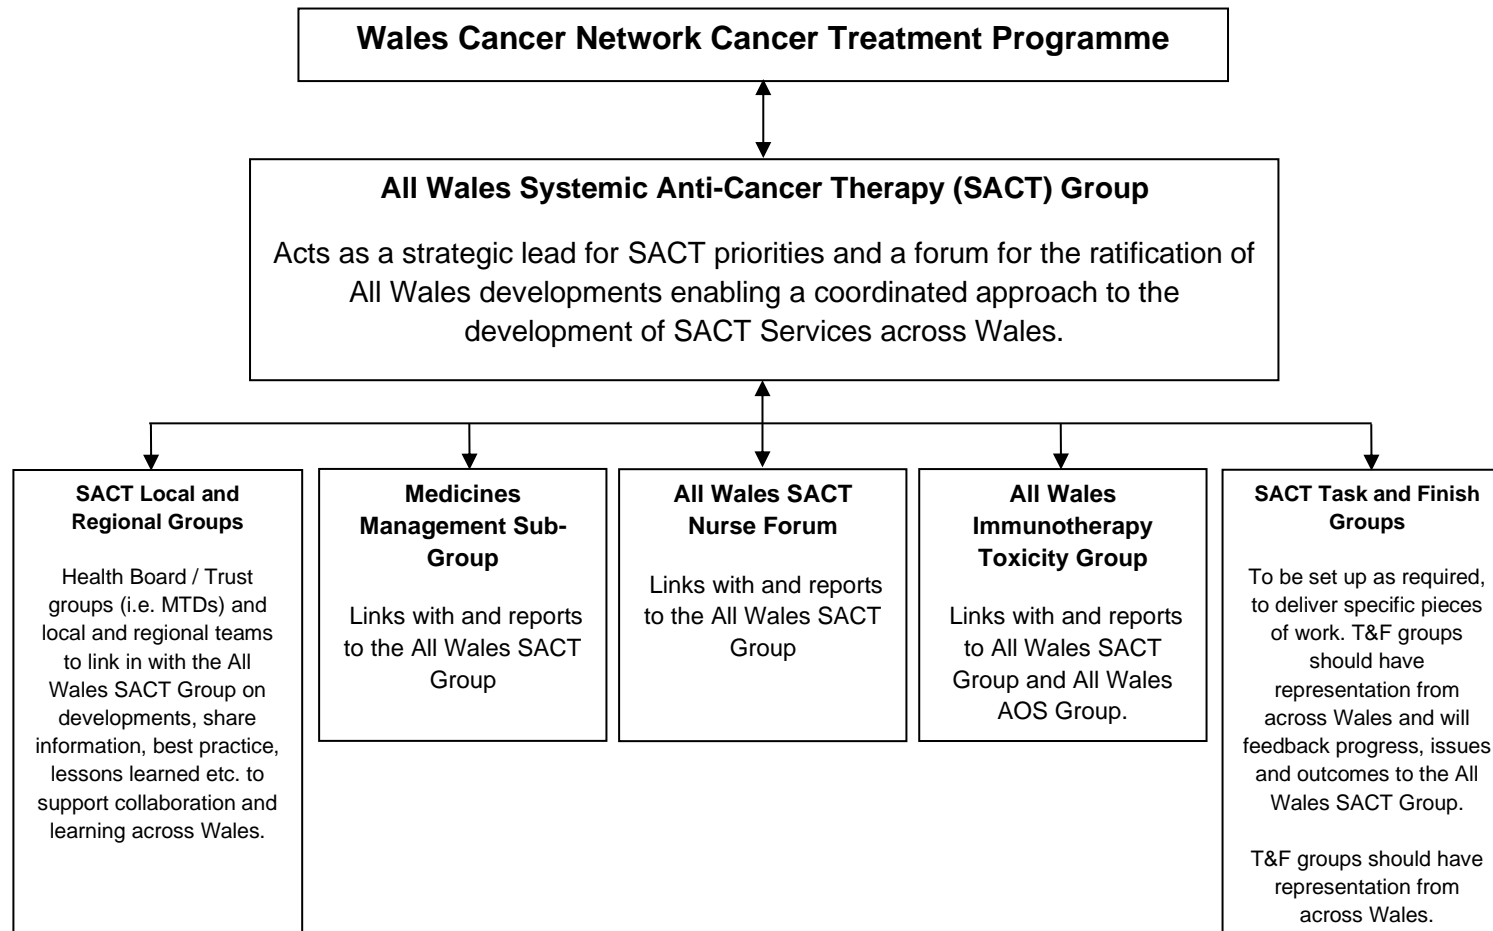 Wales Cancer Network Cancer Treatment Programme
All Wales Systemic Anti-Cancer Therapy (SACT) Group
Acts as a strategic lead for SACT priorities and a forum for the ratification of
All Wales developments enabling a coordinated approach to the
development of SACT Services across Wales.
SACT Local and
Regional Groups
Health Board / Trust
groups (i.e. MTDs) and
local and regional teams
to link in with the All
Wales SACT Group on
developments, share
information, best practice,
lessons learned etc. to
support collaboration and
learning across Wales.
Medicines
Management Sub-
Group
Links with and reports
to the All Wales SACT
Group
All Wales SACT
Nurse Forum
Links with and reports
to the All Wales SACT
Group
All Wales
Immunotherapy
Toxicity Group
Links with and reports
to All Wales SACT
Group and All Wales
AOS Group.
SACT Task and Finish
Groups
To be set up as required,
to deliver specific pieces
of work. T&F groups
should have
representation from
across Wales and will
feedback progress, issues
and outcomes to the All
Wales SACT Group.
T&F groups should have
representation from
across Wales.